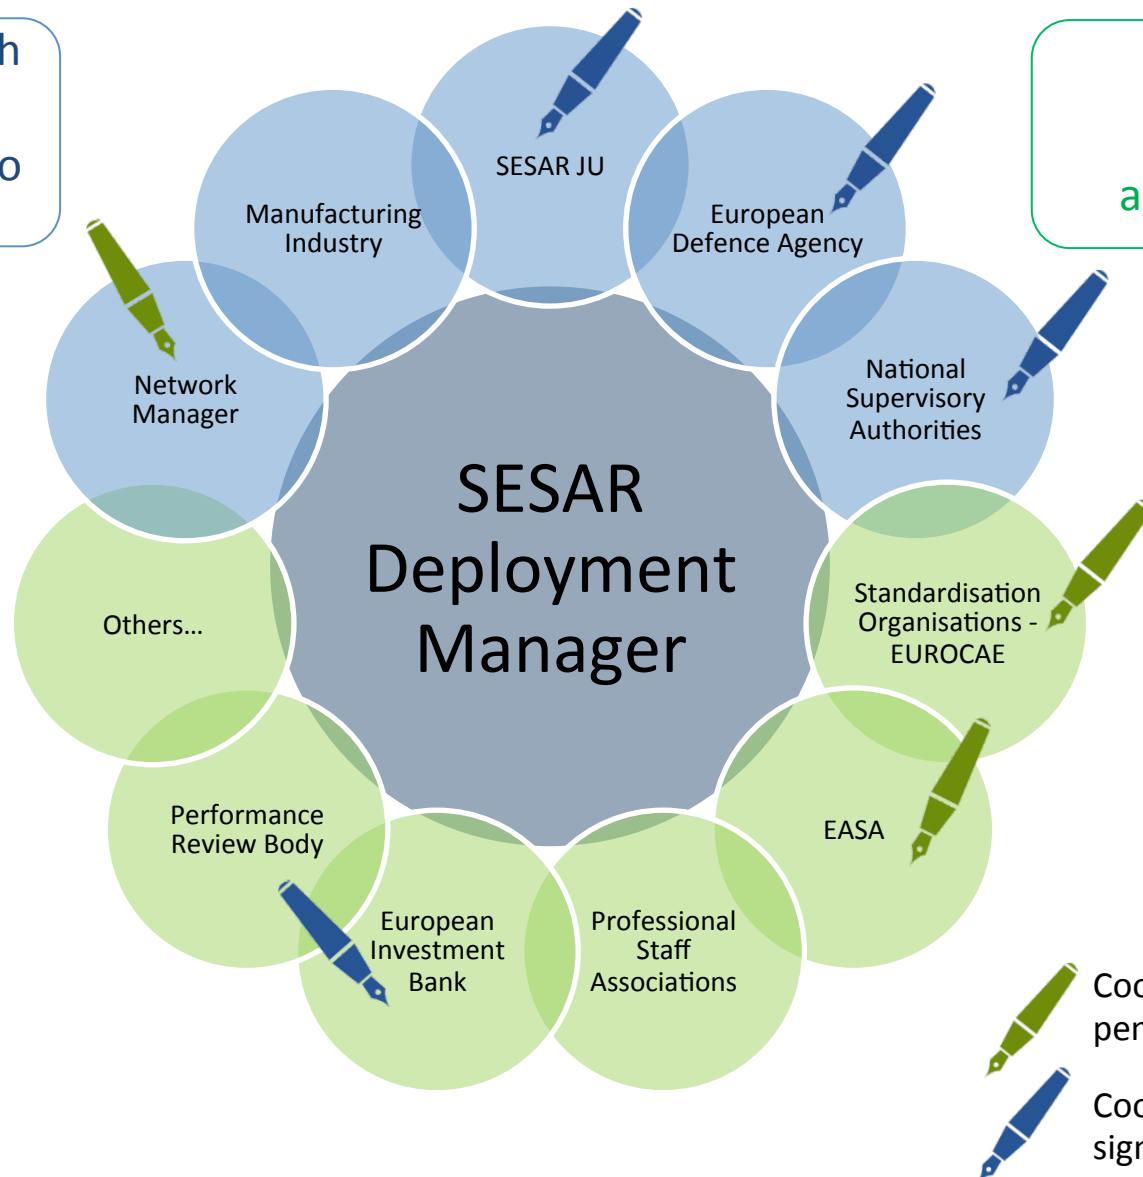 SESAR JU
Manufacturing
Industry
European
Defence Agency
Network
Manager
National
Supervisory
Authorities
SESAR
Deployment
Manager
Standardisation
Organisations -
EUROCAE
Others...
Performance
Review Body
EASA
European
Investment
Bank
Professional
Staff
Associations